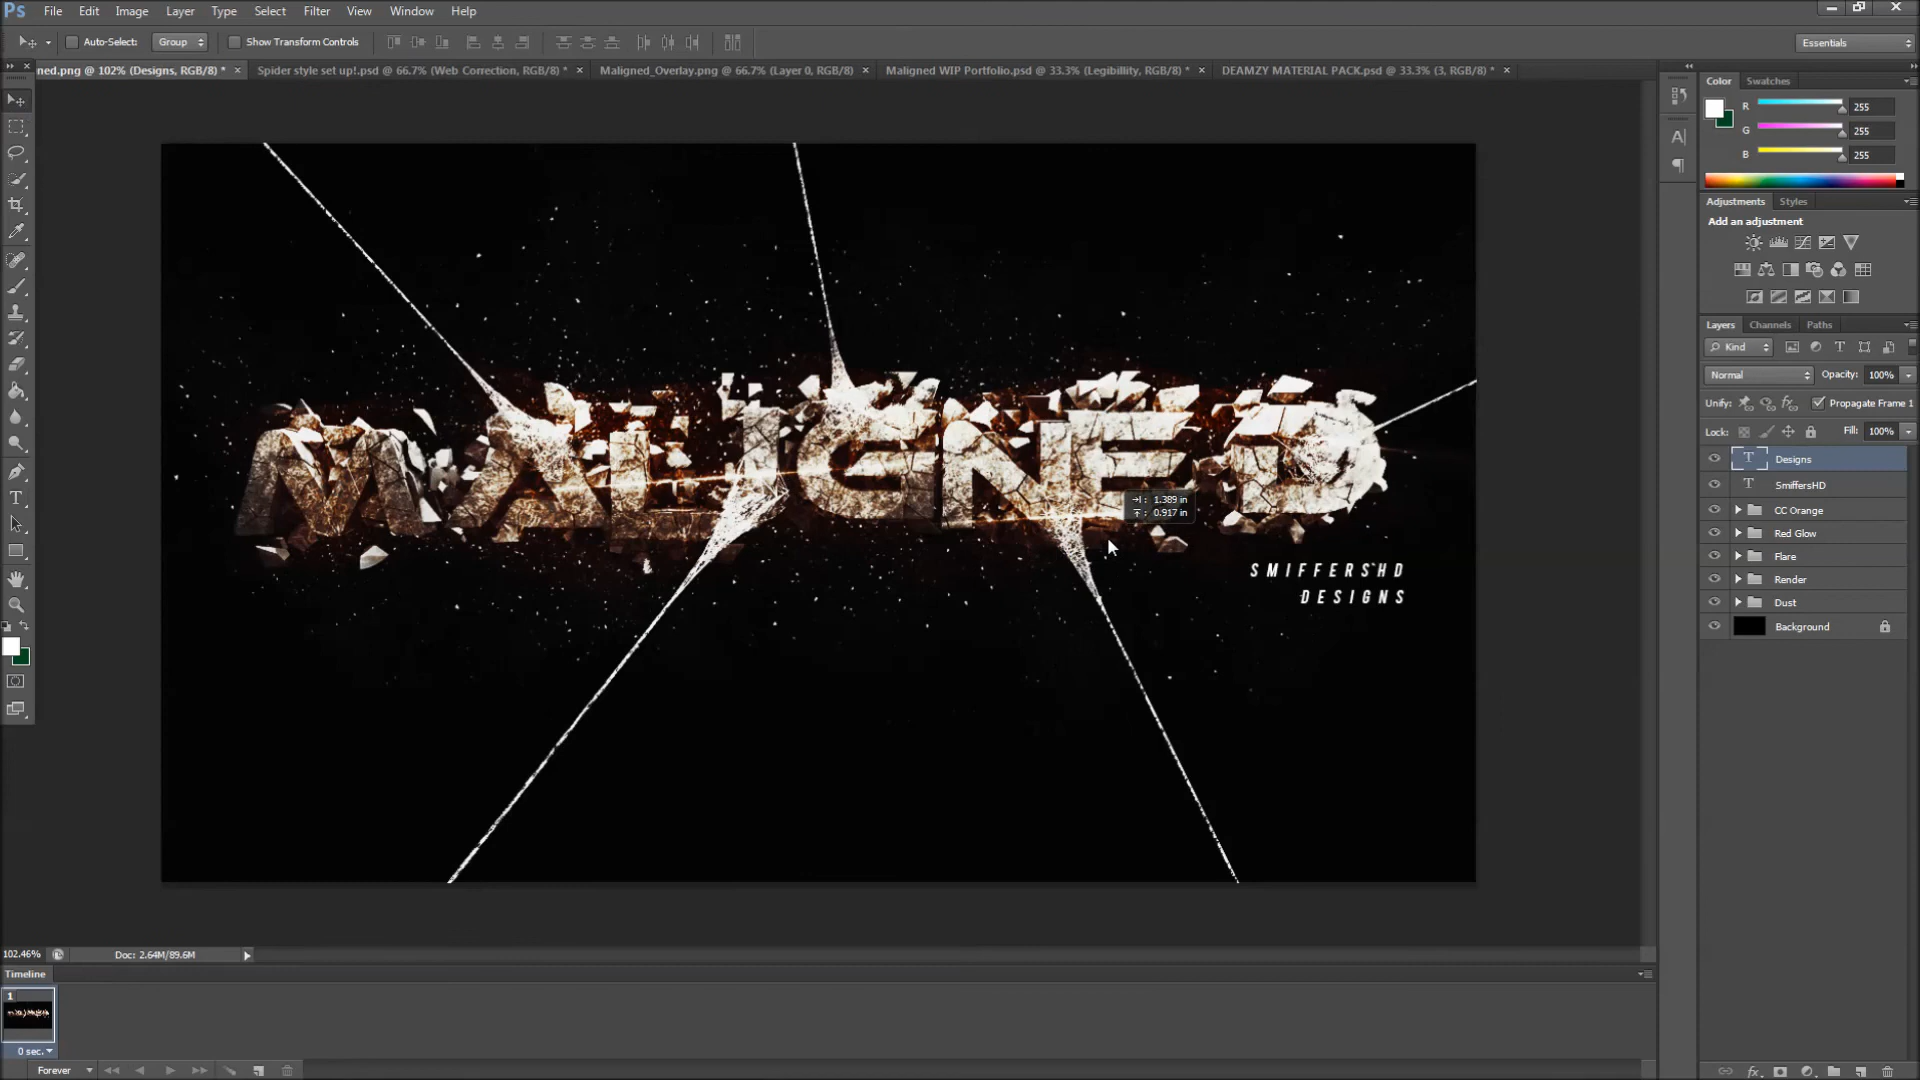 Ps File Edit Image Layer Type Select Filter View Window Help
Auto-Select: Group Show Transform Controls Essentials
ned.png @ 102% (Designs, RGB/8) * × Spider style set up!.psd @ 66.7% (Web Correction, RGB/8) * × Maligned_Overlay.png @ 66.7% (Layer 0, RGB/8) × Maligned WIP Portfolio.psd @ 33.3% (Legibillity, RGB/8) * × DEAMZY MATERIAL PACK.psd @ 33.3% (3, RGB/8) * ×
Color Swatches
R 255
G 255
B 255
Adjustments Styles
Add an adjustment
Layers Channels Paths
Kind
Normal Opacity: 100%
Unify: Propagate Frame 1
Lock: Fill: 100%
Designs
SmiffersHD
CC Orange
Red Glow
Flare
Render
Dust
Background
MALIGNED
: 1.389 in
: 0.917 in
SMIFFERSHD
DESIGNS
102.46% Doc: 2.64M/89.6M
Timeline
1
0 sec.
Forever